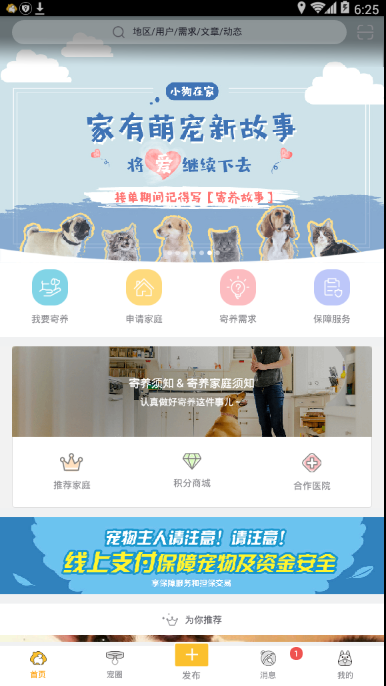 6:25
地区/用户/需求/文章/动态
小狗在家
家有萌宠新故事
将 爱 继续下去
接单期间记得写【寄养故事】
我要寄养 申请家庭 寄养需求 保障服务
寄养须知 & 寄养家庭须知
认真做好寄养这件事儿~
推荐家庭 积分商城 合作医院
宠物主人请注意！请注意！
线上支付保障宠物及资金安全
享保障服务和担保交易
为你推荐
1
首页 宠圈 发布 消息 我的